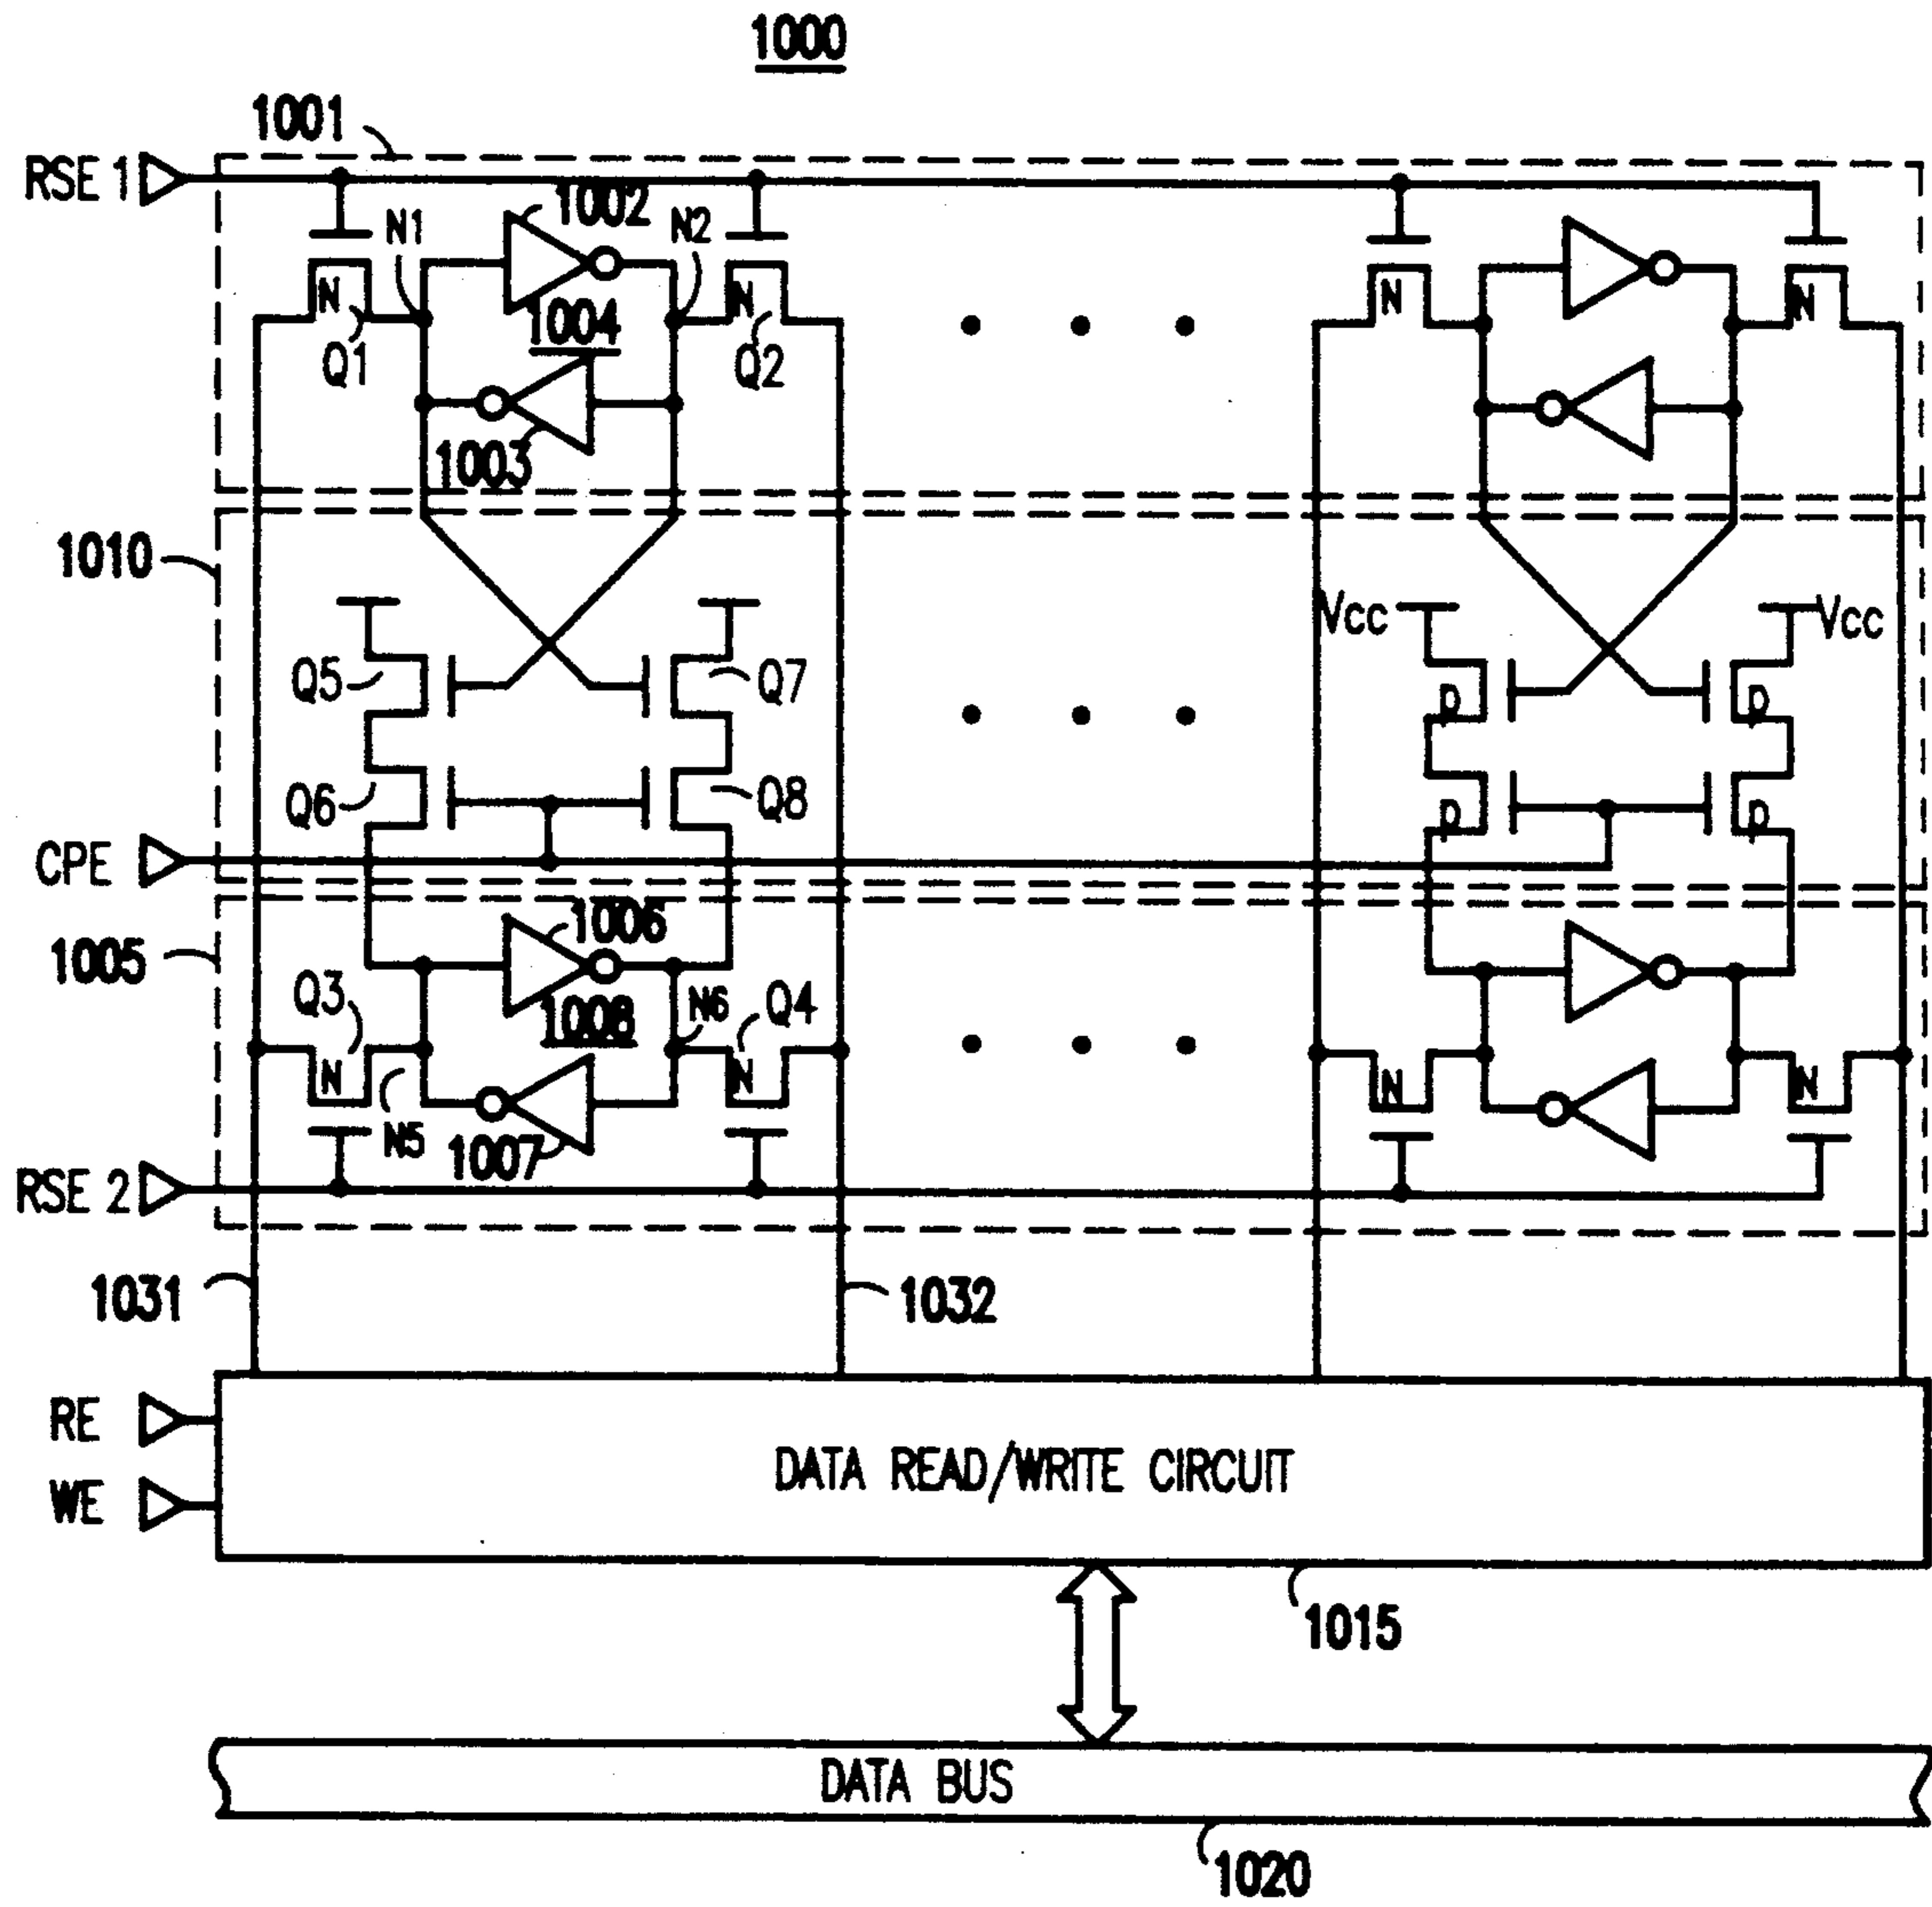 1000
1001
RSE 1
1002
N1
N2
N
N
N
N
1004
Q1
Q2
1003
1010
Vcc
Vcc
Q5
Q7
P
P
Q6
Q8
P
P
CPE
1006
1005
Q3
1008
N6
Q4
N
N
N
N
N5
1007
RSE 2
1031
1032
RE
DATA READ/WRITE CIRCUIT
WE
1015
DATA BUS
1020